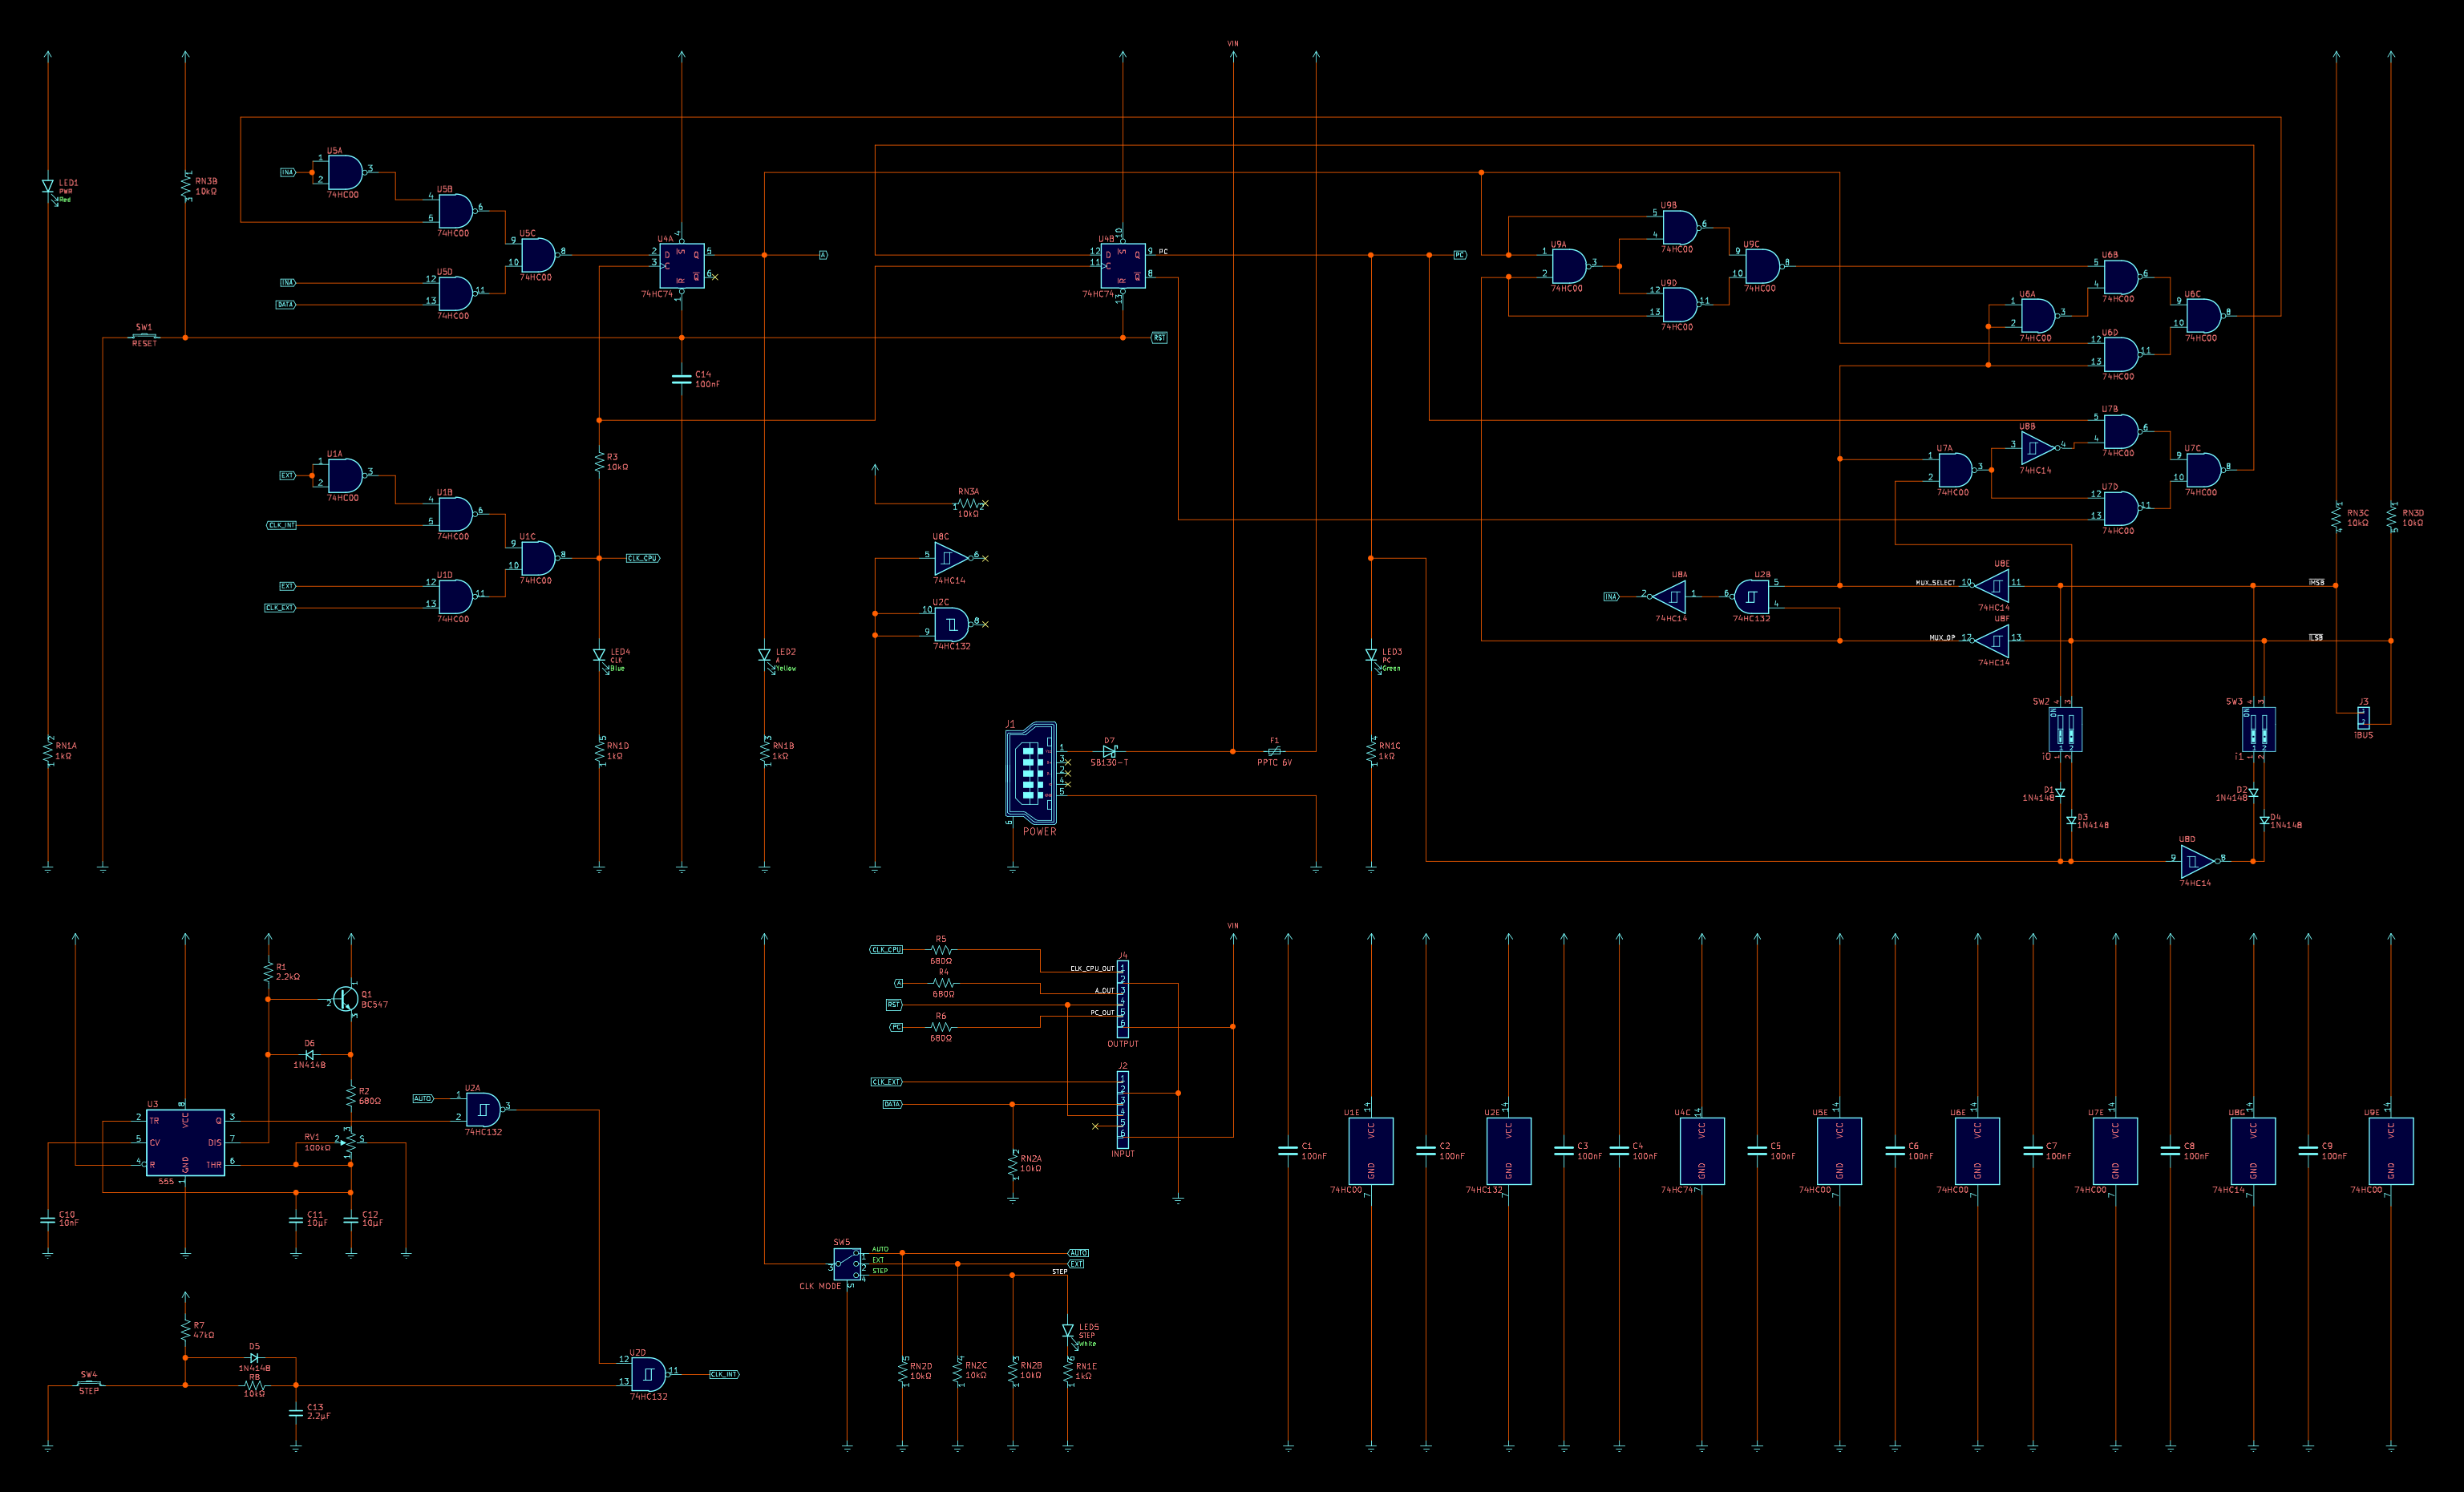 VIN
LED1
PWR
Red
RN3B
10kΩ
INA
U5A
74HC00
U5B
74HC00
U5C
74HC00
U5D
74HC00
INA
DATA
SW1
RESET
U4A
D
C
S
R
Q
Q
74HC74
A
C14
100nF
U4B
D
C
S
R
Q
Q
74HC74
PC
PC
RST
U9A
74HC00
U9B
74HC00
U9C
74HC00
U9D
74HC00
U6A
74HC00
U6B
74HC00
U6C
74HC00
U6D
74HC00
EXT
U1A
74HC00
U1B
74HC00
CLK_INT
U1C
74HC00
CLK_CPU
EXT
CLK_EXT
U1D
74HC00
R3
10kΩ
RN3A
10kΩ
U8C
74HC14
U2C
74HC132
U7A
74HC00
U8B
74HC14
U7B
74HC00
U7C
74HC00
U7D
74HC00
RN3C
10kΩ
RN3D
10kΩ
INA
U8A
74HC14
U2B
74HC132
MUX_SELECT
U8E
74HC14
IMSB
MUX_OP
U8F
74HC14
ILSB
LED4
CLK
Blue
LED2
A
Yellow
LED3
PC
Green
RN1A
1kΩ
RN1D
1kΩ
RN1B
1kΩ
RN1C
1kΩ
J1
POWER
D7
SB130-T
F1
PPTC 6V
SW2
ON
i0
SW3
ON
i1
J3
iBUS
D1
1N4148
D3
1N4148
D2
1N4148
D4
1N4148
U8D
74HC14
R1
2.2kΩ
Q1
BC547
D6
1N4148
R2
680Ω
RV1
100kΩ
U3
TR
CV
R
VCC
GND
Q
DIS
THR
555
C10
10nF
C11
10µF
C12
10µF
AUTO
U2A
74HC132
CLK_CPU
R5
680Ω
CLK_CPU_OUT
A
R4
680Ω
A_OUT
RST
PC
R6
680Ω
PC_OUT
J4
OUTPUT
VIN
CLK_EXT
DATA
J2
INPUT
RN2A
10kΩ
SW5
CLK MODE
AUTO
EXT
STEP
STEP
AUTO
EXT
LED5
STEP
White
RN2D
10kΩ
RN2C
10kΩ
RN2B
10kΩ
RN1E
1kΩ
R7
47kΩ
D5
1N4148
R8
10kΩ
SW4
STEP
C13
2.2µF
U2D
74HC132
CLK_INT
C1
100nF
U1E
VCC
GND
74HC00
C2
100nF
U2E
VCC
GND
74HC132
C3
100nF
C4
100nF
U4C
VCC
GND
74HC74
C5
100nF
U5E
VCC
GND
74HC00
C6
100nF
U6E
VCC
GND
74HC00
C7
100nF
U7E
VCC
GND
74HC00
C8
100nF
U8G
VCC
GND
74HC14
C9
100nF
U9E
VCC
GND
74HC00